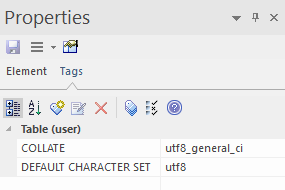 Properties
Element Tags
Table (user)
COLLATE utf8_general_ci
DEFAULT CHARACTER SET utf8